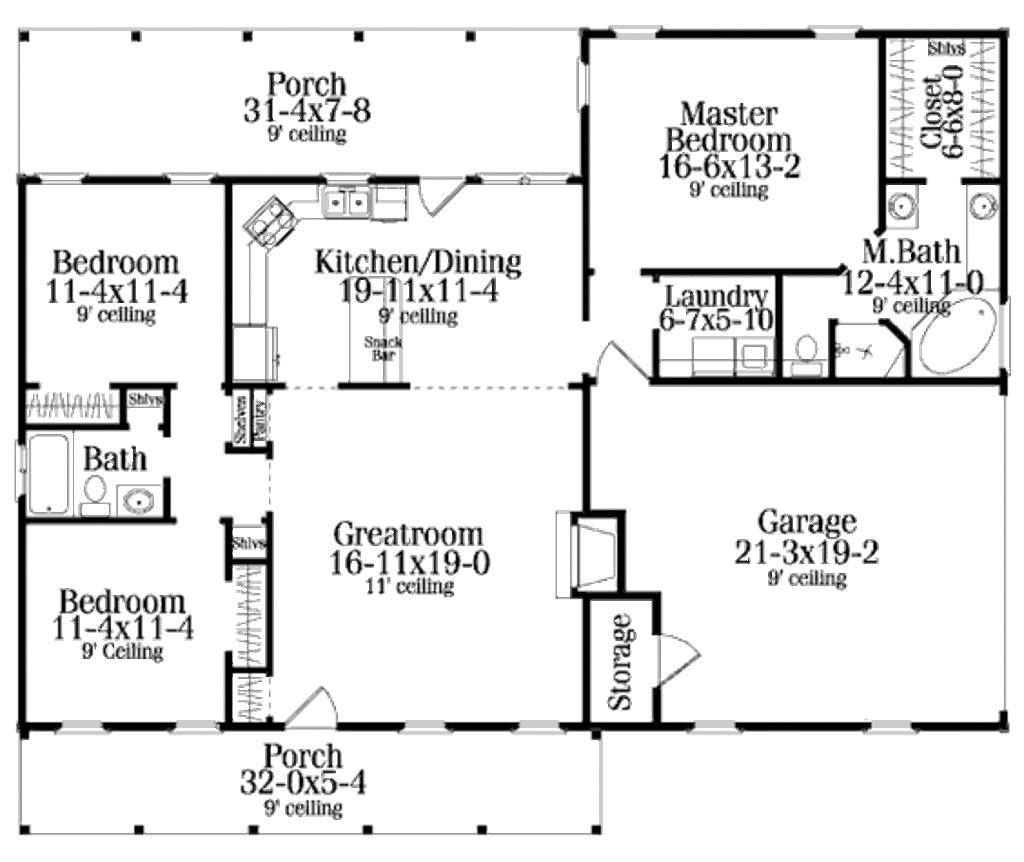 Porch
31-4x7-8
9' ceiling
Master
Bedroom
16-6x13-2
9' ceiling
Shlvs
Closet
6-6x8-0
Bedroom
11-4x11-4
9' ceiling
Kitchen/Dining
19-11x11-4
9' ceiling
Snack
Bar
Laundry
6-7x5-10
M.Bath
12-4x11-0
9' ceiling
Shlvs
Shelves
Pantry
Bath
Greatroom
16-11x19-0
11' ceiling
Garage
21-3x19-2
9' ceiling
Shlvs
Bedroom
11-4x11-4
9' Ceiling
Storage
Porch
32-0x5-4
9' ceiling